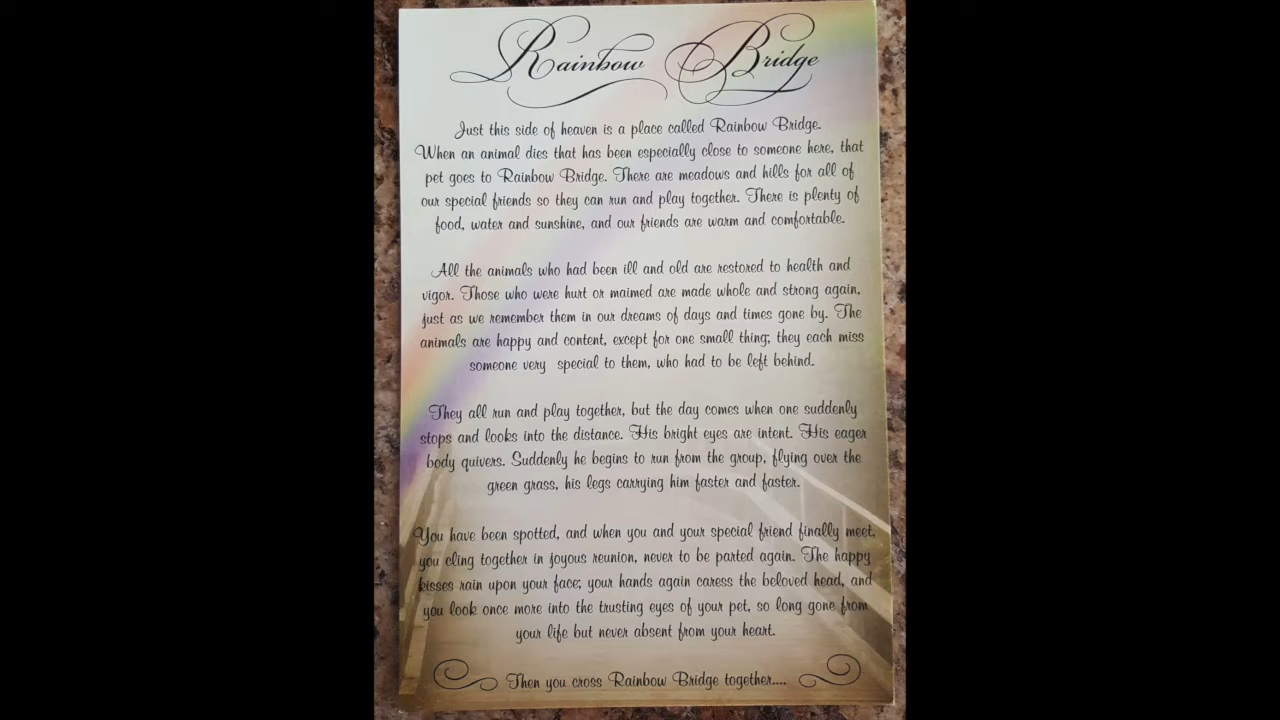 Rainbow Bridge
Just this side of heaven is a place called Rainbow Bridge.
When an animal dies that has been especially close to someone here, that
pet goes to Rainbow Bridge. There are meadows and hills for all of
our special friends so they can run and play together. There is plenty of
food, water and sunshine, and our friends are warm and comfortable.
All the animals who had been ill and old are restored to health and
vigor. Those who were hurt or maimed are made whole and strong again,
just as we remember them in our dreams of days and times gone by. The
animals are happy and content, except for one small thing; they each miss
someone very special to them, who had to be left behind.
They all run and play together, but the day comes when one suddenly
stops and looks into the distance. His bright eyes are intent. His eager
body quivers. Suddenly he begins to run from the group, flying over the
green grass, his legs carrying him faster and faster.
You have been spotted, and when you and your special friend finally meet,
you cling together in joyous reunion, never to be parted again. The happy
kisses rain upon your face; your hands again caress the beloved head, and
you look once more into the trusting eyes of your pet, so long gone from
your life but never absent from your heart.
Then you cross Rainbow Bridge together....